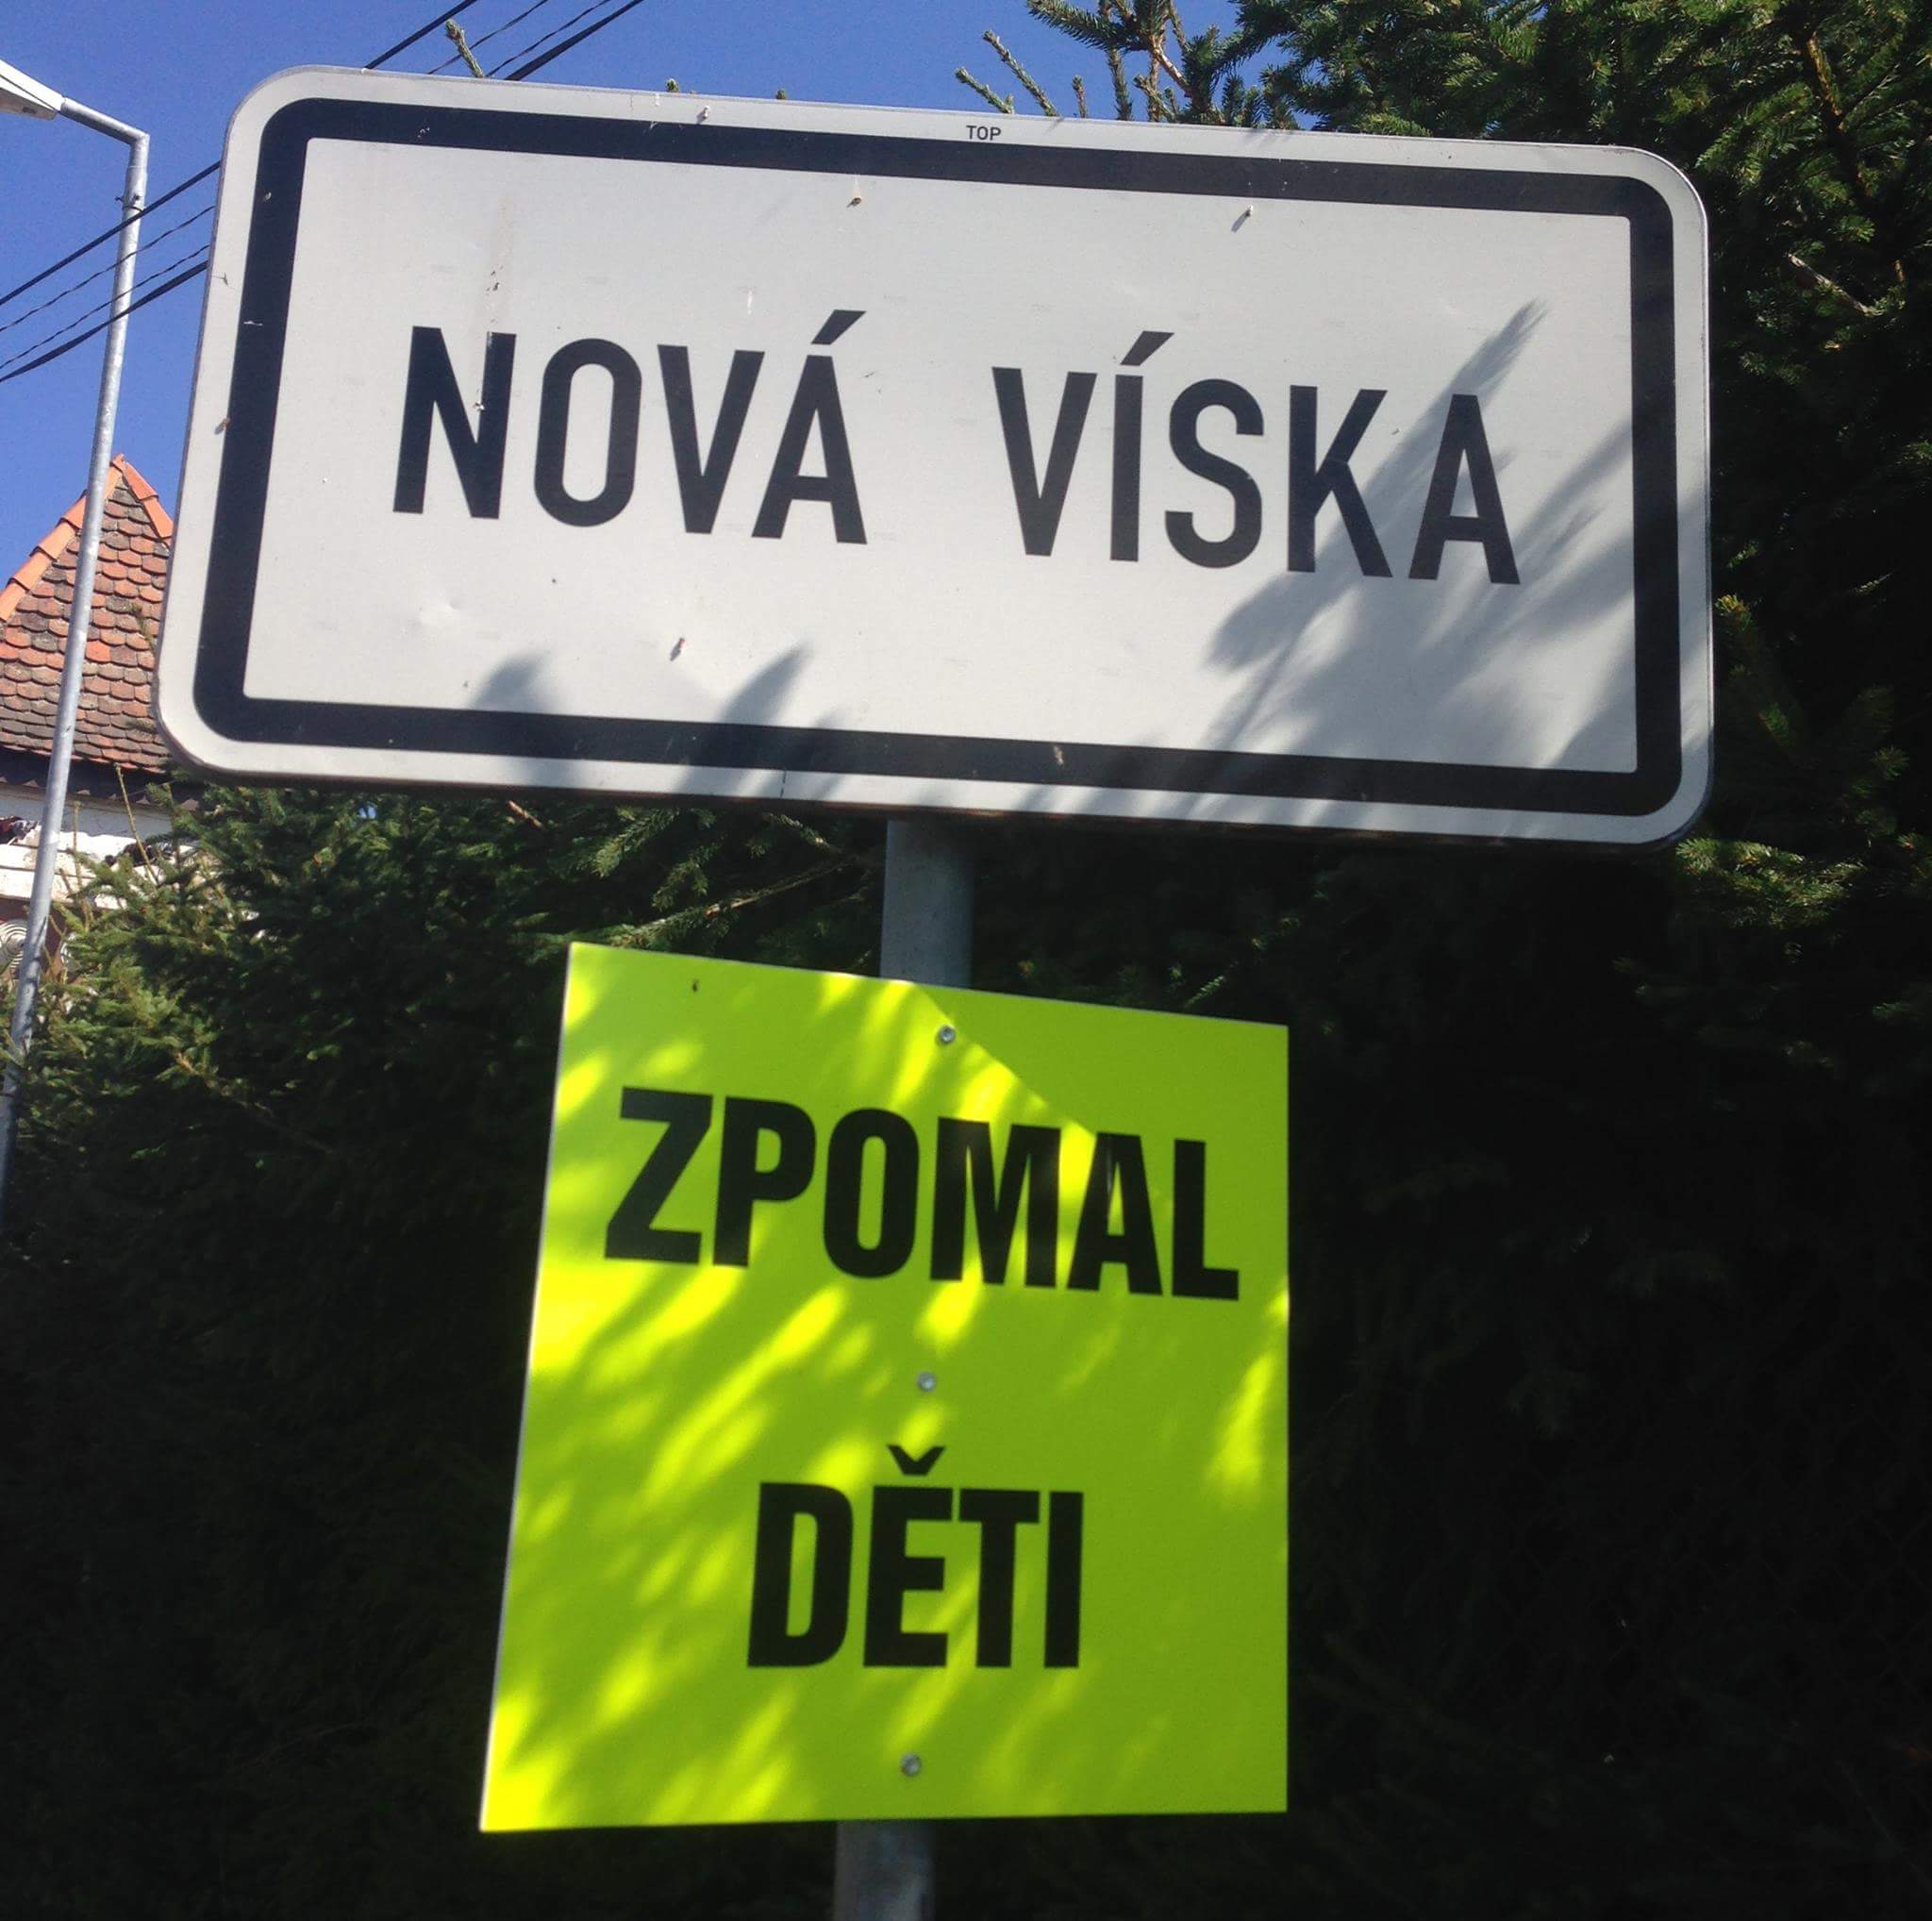 TOP
NOVÁ VÍSKA
ZPOMAL
DĚTI